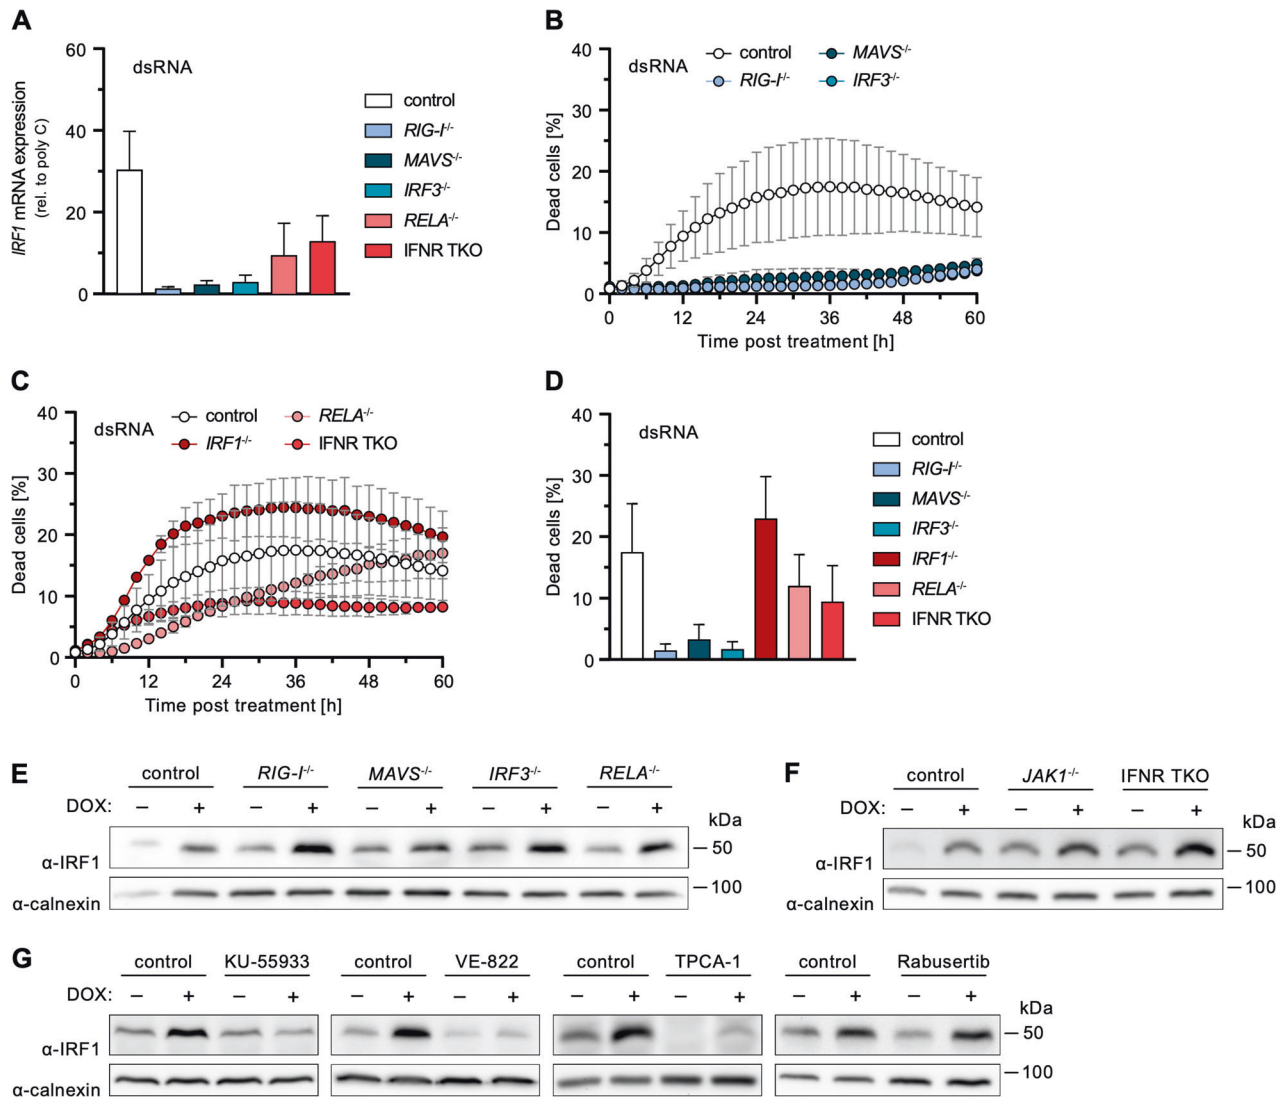 A
60
40
20
0
IRF1 mRNA expression
(rel. to poly C)
dsRNA
control
RIG-I-/-
MAVS-/-
IRF3-/-
RELA-/-
IFNR TKO
B
40
30
20
10
0
Dead cells [%]
dsRNA
control
MAVS-/-
RIG-I-/-
IRF3-/-
0 12 24 36 48 60
Time post treatment [h]
C
40
30
20
10
0
Dead cells [%]
dsRNA
control
RELA-/-
IRF1-/-
IFNR TKO
0 12 24 36 48 60
Time post treatment [h]
D
40
30
20
10
0
Dead cells [%]
dsRNA
control
RIG-I-/-
MAVS-/-
IRF3-/-
IRF1-/-
RELA-/-
IFNR TKO
E
control RIG-I-/- MAVS-/- IRF3-/- RELA-/-
DOX: – + – + – + – + – +
kDa
α-IRF1 – 50
α-calnexin – 100
F
control JAK1-/- IFNR TKO
DOX: – + – + – +
kDa
α-IRF1 – 50
α-calnexin – 100
G
control KU-55933 control VE-822 control TPCA-1 control Rabusertib
DOX: – + – + – + – + – + – + – + – +
kDa
α-IRF1 – 50
α-calnexin – 100